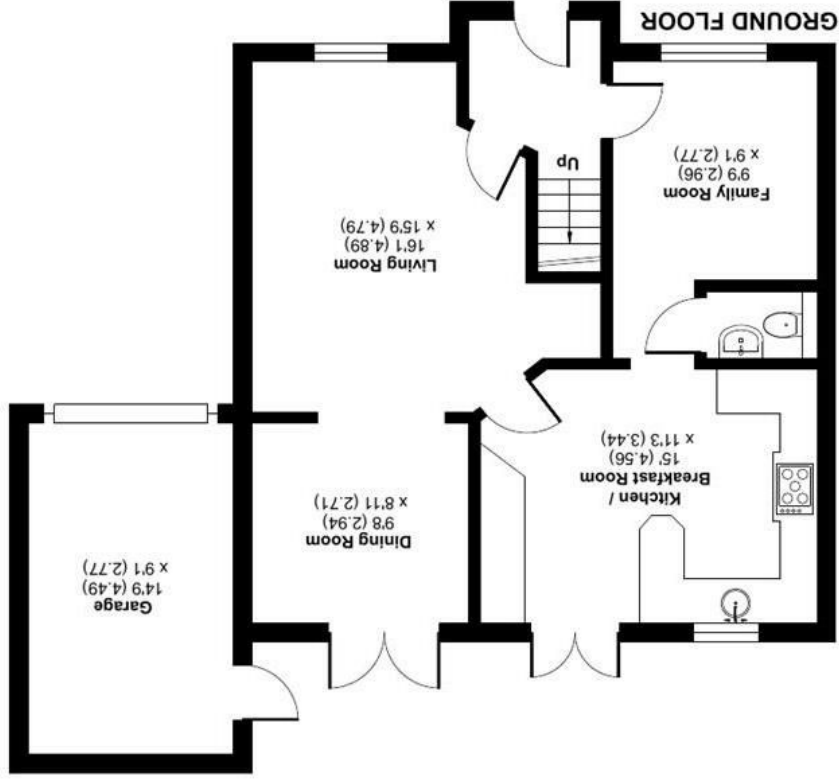 Garage
14'9 (4.49)
x 9'1 (2.77)
Dining Room
9'8 (2.94)
x 8'11 (2.71)
Kitchen /
Breakfast Room
15' (4.56)
x 11'3 (3.44)
Living Room
16'1 (4.89)
x 15'9 (4.79)
Up
Family Room
9'9 (2.96)
x 9'1 (2.77)
GROUND FLOOR